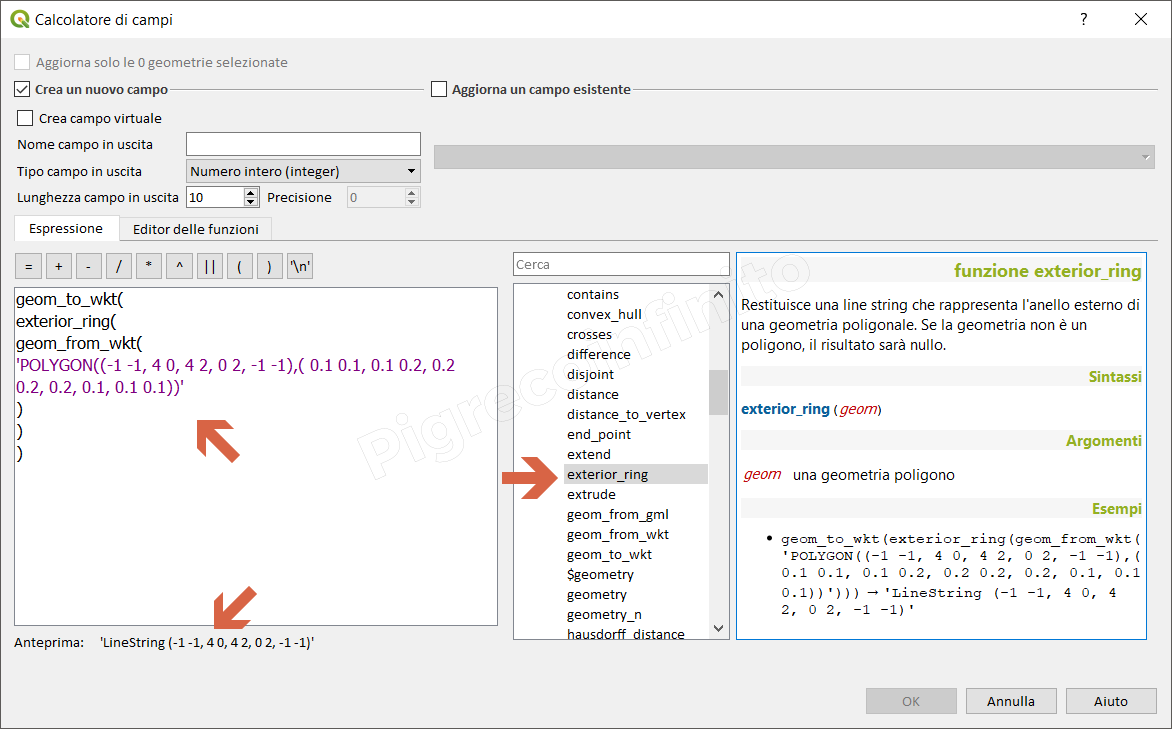 Calcolatore di campi
?
Aggiorna solo le 0 geometrie selezionate
Crea un nuovo campo
Aggiorna un campo esistente
Crea campo virtuale
Nome campo in uscita
Tipo campo in uscita
Numero intero (integer)
Lunghezza campo in uscita
10
Precisione
0
Espressione
Editor delle funzioni
= + - / * ^ || ( ) '\n'
geom_to_wkt(
exterior_ring(
geom_from_wkt(
'POLYGON((-1 -1, 4 0, 4 2, 0 2, -1 -1),( 0.1 0.1, 0.1 0.2, 0.2
0.2, 0.2, 0.1, 0.1 0.1))'
)
)
)
Anteprima: 'LineString (-1 -1, 4 0, 4 2, 0 2, -1 -1)'
Cerca
contains
convex_hull
crosses
difference
disjoint
distance
distance_to_vertex
end_point
extend
exterior_ring
extrude
geom_from_gml
geom_from_wkt
geom_to_wkt
$geometry
geometry
geometry_n
hausdorff_distance
funzione exterior_ring
Restituisce una line string che rappresenta l'anello esterno di
una geometria poligonale. Se la geometria non è un
poligono, il risultato sarà nullo.
Sintassi
exterior_ring (geom)
Argomenti
geom una geometria poligono
Esempi
• geom_to_wkt(exterior_ring(geom_from_wkt(
'POLYGON((-1 -1, 4 0, 4 2, 0 2, -1 -1),(
0.1 0.1, 0.1 0.2, 0.2 0.2, 0.2, 0.1, 0.1
0.1))'))) → 'LineString (-1 -1, 4 0, 4
2, 0 2, -1 -1)'
Pigrecoinfinito
OK
Annulla
Aiuto